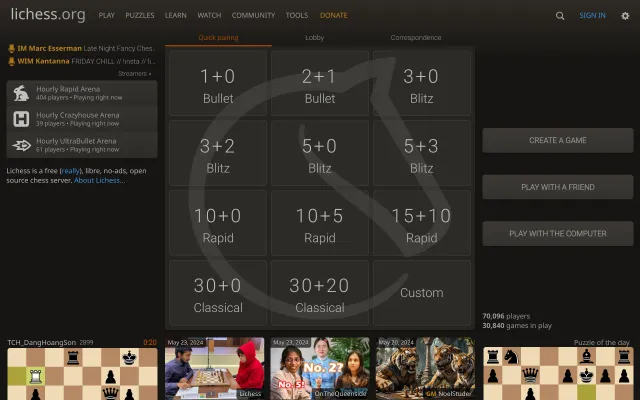 lichess.org PLAY PUZZLES LEARN WATCH COMMUNITY TOOLS DONATE SIGN IN
IM Marc Esserman Late Night Fancy Ches…
WIM Kantanna FRIDAY CHILL // !insta // !i…
Streamers »
Hourly Rapid Arena
404 players • Playing right now
Hourly Crazyhouse Arena
39 players • Playing right now
Hourly UltraBullet Arena
61 players • Playing right now
Lichess is a free (really), libre, no-ads, open
source chess server. About Lichess...
Quick pairing Lobby Correspondence
1+0
Bullet
2+1
Bullet
3+0
Blitz
3+2
Blitz
5+0
Blitz
5+3
Blitz
10+0
Rapid
10+5
Rapid
15+10
Rapid
30+0
Classical
30+20
Classical
Custom
CREATE A GAME
PLAY WITH A FRIEND
PLAY WITH THE COMPUTER
70,096 players
30,840 games in play
TCH_DangHoangSon 2899 0:20
May 23, 2024
Lichess
May 23, 2024
No. 2?
No. 5!
OnTheQueenside
May 20, 2024
GM NoelStuder
Puzzle of the day